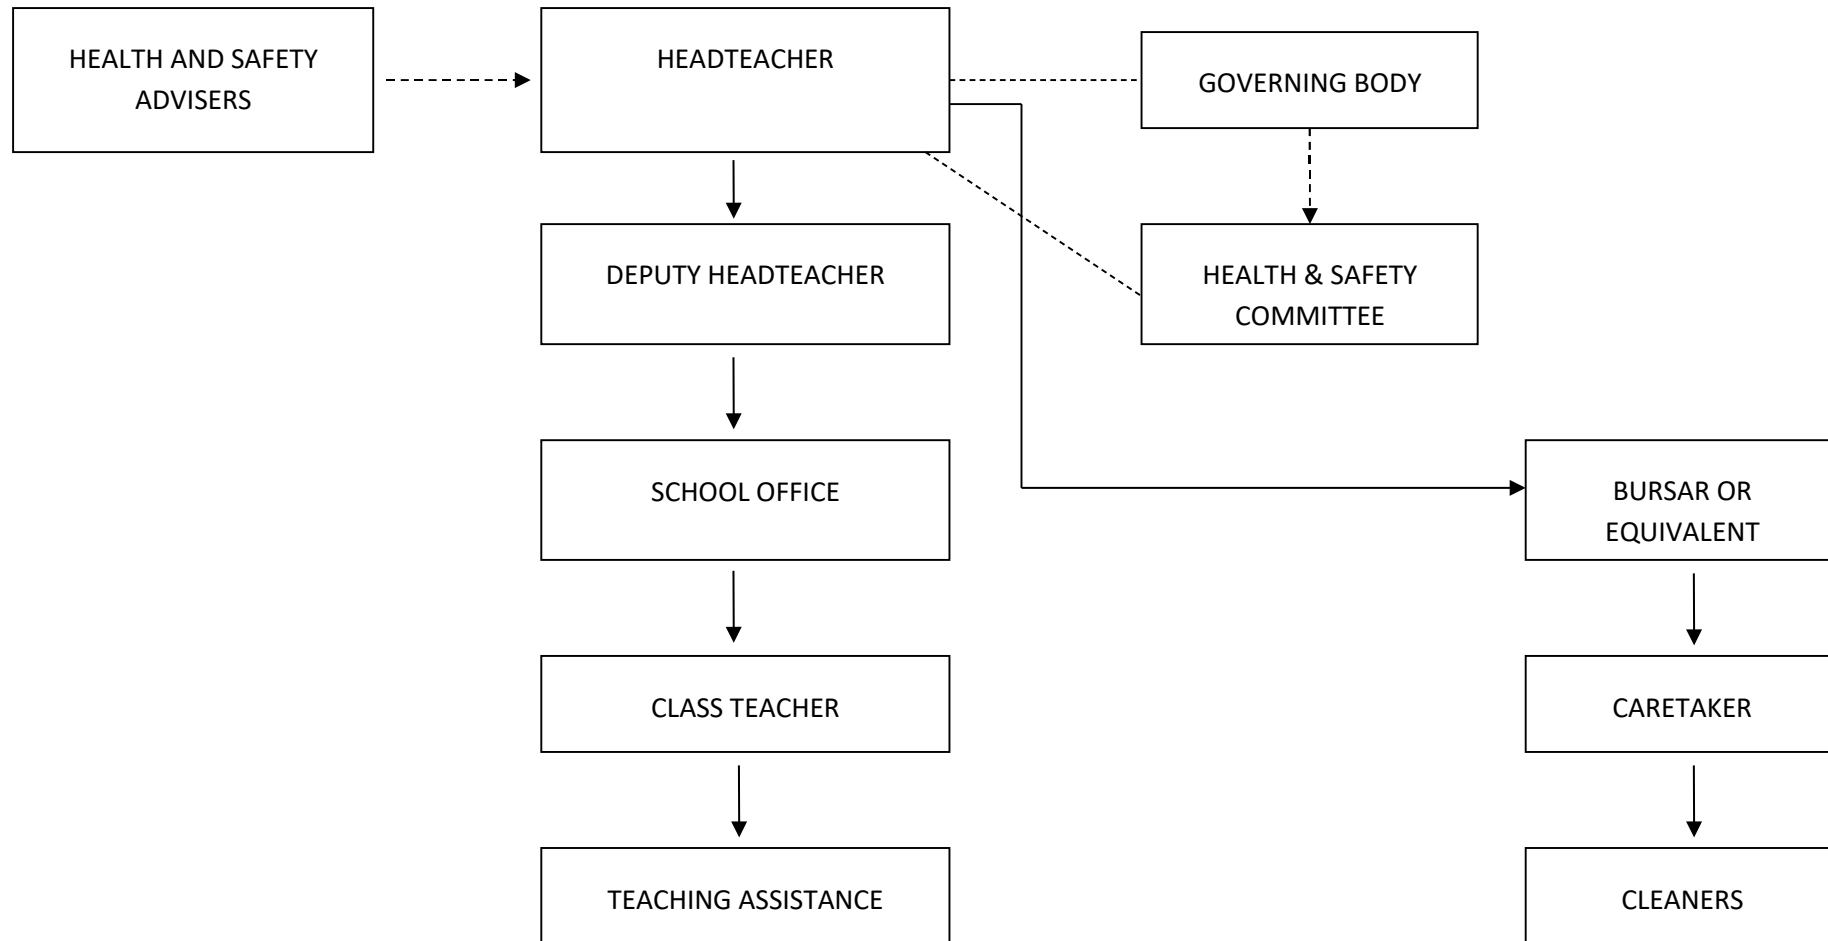 HEALTH AND SAFETY
ADVISERS
HEADTEACHER
GOVERNING BODY
DEPUTY HEADTEACHER
HEALTH & SAFETY
COMMITTEE
SCHOOL OFFICE
BURSAR OR
EQUIVALENT
CLASS TEACHER
CARETAKER
TEACHING ASSISTANCE
CLEANERS